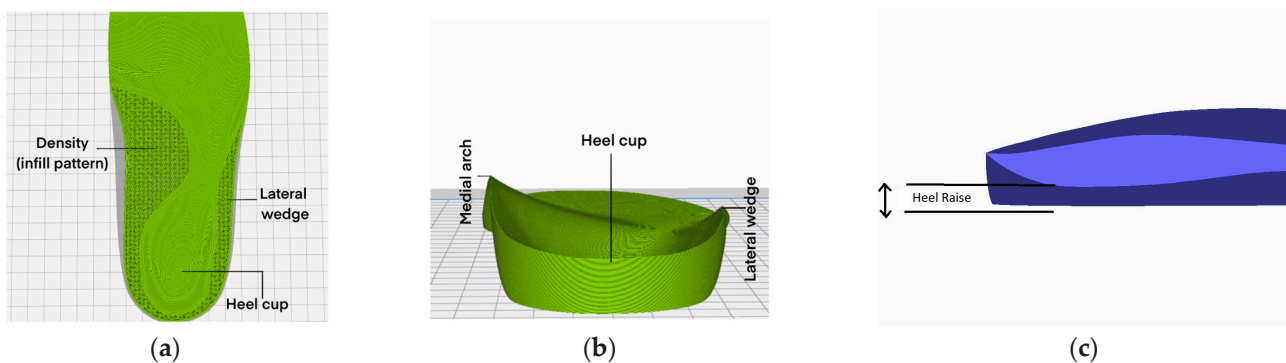 Density
(infill pattern)
Lateral
wedge
Heel cup
(a)
Medial arch
Heel cup
Lateral wedge
(b)
Heel Raise
(c)